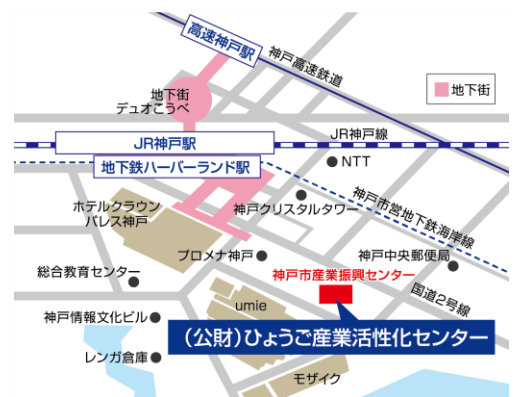 高速神戸駅
神戸高速鉄道
地下街
地下街
デュオこうべ
JR神戸線
JR神戸駅
NTT
地下鉄ハーバーランド駅
神戸市営地下鉄海岸線
ホテルクラウン
パレス神戸
神戸クリスタルタワー
プロメナ神戸
神戸中央郵便局
総合教育センター
神戸市産業振興センター
国道2号線
umie
神戸情報文化ビル
(公財)ひょうご産業活性化センター
レンガ倉庫
モザイク